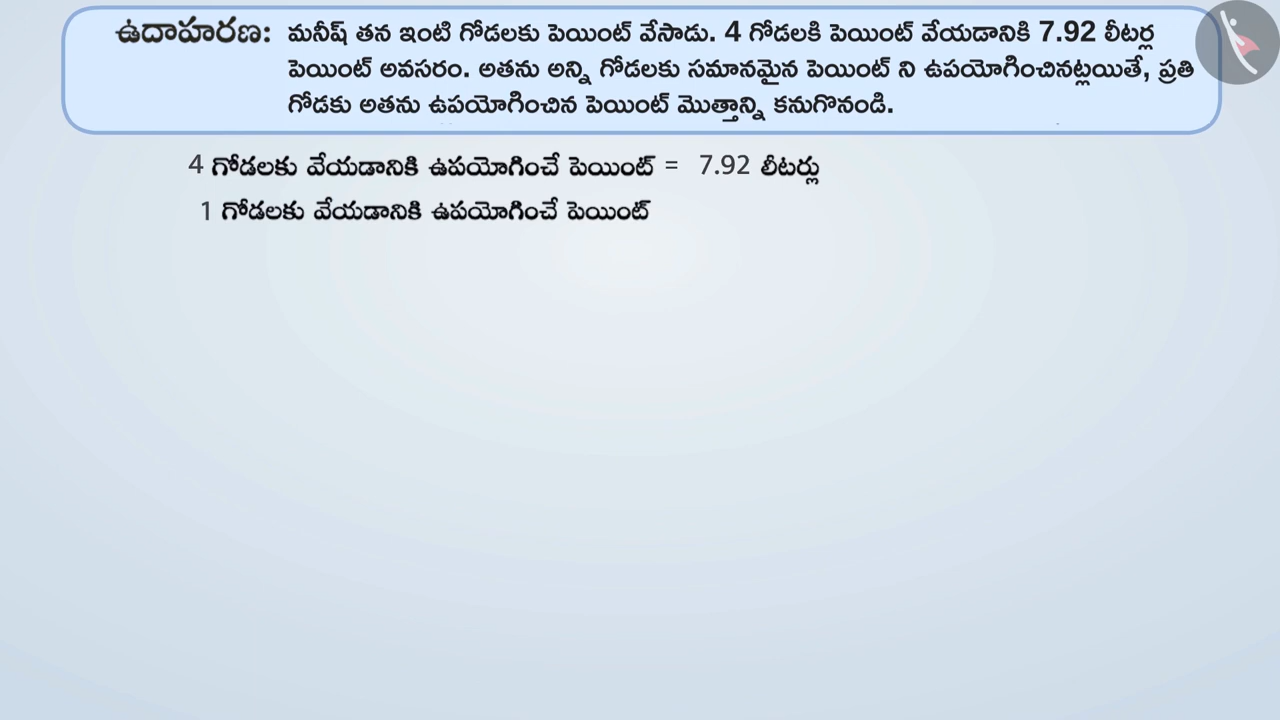 ఉదాహరణ: మనీష్ తన ఇంటి గోడలకు పెయింట్ వేసాడు. 4 గోడలకి పెయింట్ వేయడానికి 7.92 లీటర్ల
పెయింట్ అవసరం. అతను అన్ని గోడలకు సమానమైన పెయింట్ ని ఉపయోగించినట్లయితే, ప్రతి
గోడకు అతను ఉపయోగించిన పెయింట్ మొత్తాన్ని కనుగొనండి.
4 గోడలకు వేయడానికి ఉపయోగించే పెయింట్ = 7.92 లీటర్లు
1 గోడలకు వేయడానికి ఉపయోగించే పెయింట్